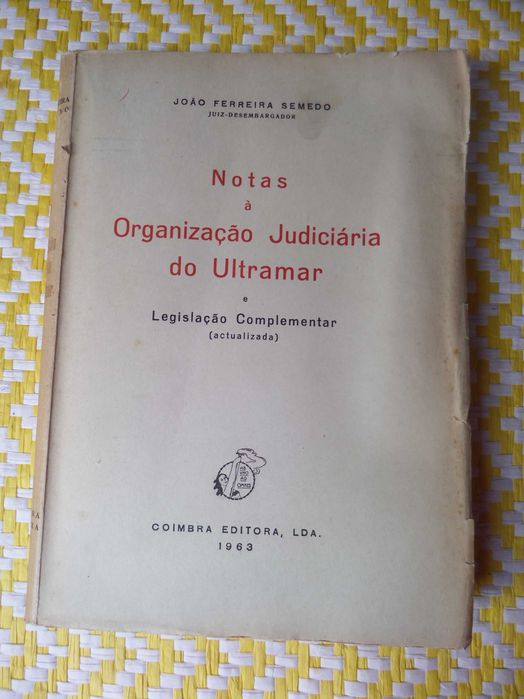 JOÃO FERREIRA SEMEDO
JUIZ-DESEMBARGADOR
Notas
à
Organização Judiciária
do Ultramar
e
Legislação Complementar
(actualizada)
COIMBRA EDITORA, LDA.
1963